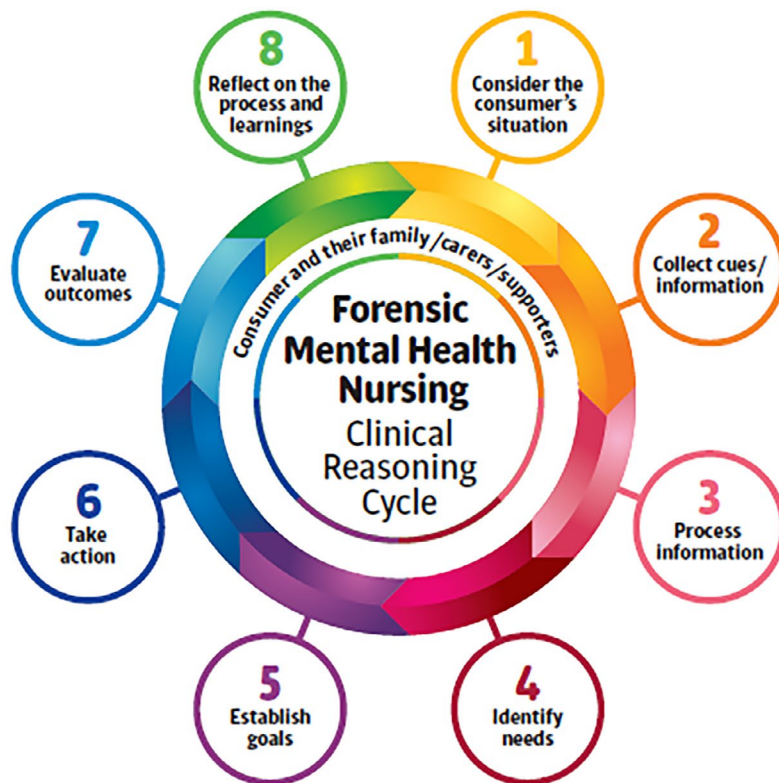 8
Reflect on the
process and
learnings
1
Consider the
consumer's
situation
7
Evaluate
outcomes
2
Collect cues/
information
Consumer and their family/carers/supporters
Forensic
Mental Health
Nursing
Clinical
Reasoning
Cycle
6
Take
action
3
Process
information
5
Establish
goals
4
Identify
needs